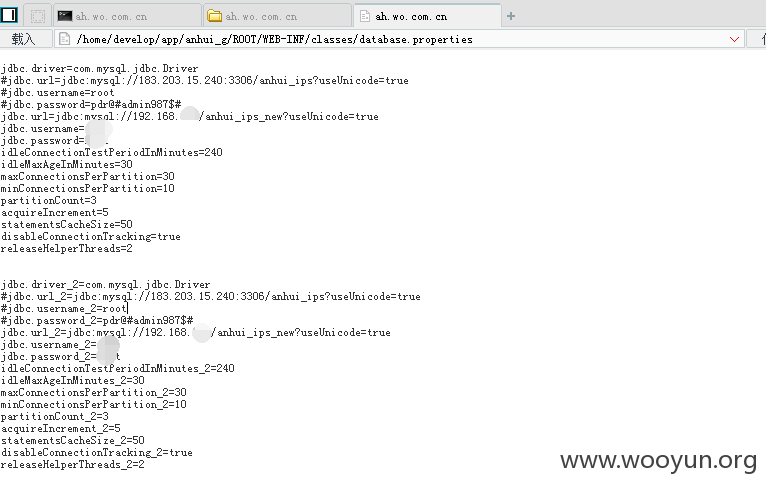 ah.wo.com.cn
ah.wo.com.cn
ah.wo.com.cn
载入
/home/develop/app/anhui_g/ROOT/WEB-INF/classes/database.properties
jdbc.driver=com.mysql.jdbc.Driver
#jdbc.url=jdbc:mysql://183.203.15.240:3306/anhui_ips?useUnicode=true
#jdbc.username=root
#jdbc.password=pdr@#admin987$#
jdbc.url=jdbc:mysql://192.168. /anhui_ips_new?useUnicode=true
jdbc.username=
jdbc.password=
idleConnectionTestPeriodInMinutes=240
idleMaxAgeInMinutes=30
maxConnectionsPerPartition=30
minConnectionsPerPartition=10
partitionCount=3
acquireIncrement=5
statementsCacheSize=50
disableConnectionTracking=true
releaseHelperThreads=2
jdbc.driver_2=com.mysql.jdbc.Driver
#jdbc.url_2=jdbc:mysql://183.203.15.240:3306/anhui_ips?useUnicode=true
#jdbc.username_2=root
#jdbc.password_2=pdr@#admin987$#
jdbc.url_2=jdbc:mysql://192.168. /anhui_ips_new?useUnicode=true
jdbc.username_2=
jdbc.password_2=
idleConnectionTestPeriodInMinutes_2=240
idleMaxAgeInMinutes_2=30
maxConnectionsPerPartition_2=30
minConnectionsPerPartition_2=10
partitionCount_2=3
acquireIncrement_2=5
statementsCacheSize_2=50
disableConnectionTracking_2=true
releaseHelperThreads_2=2
www.wooyun.org